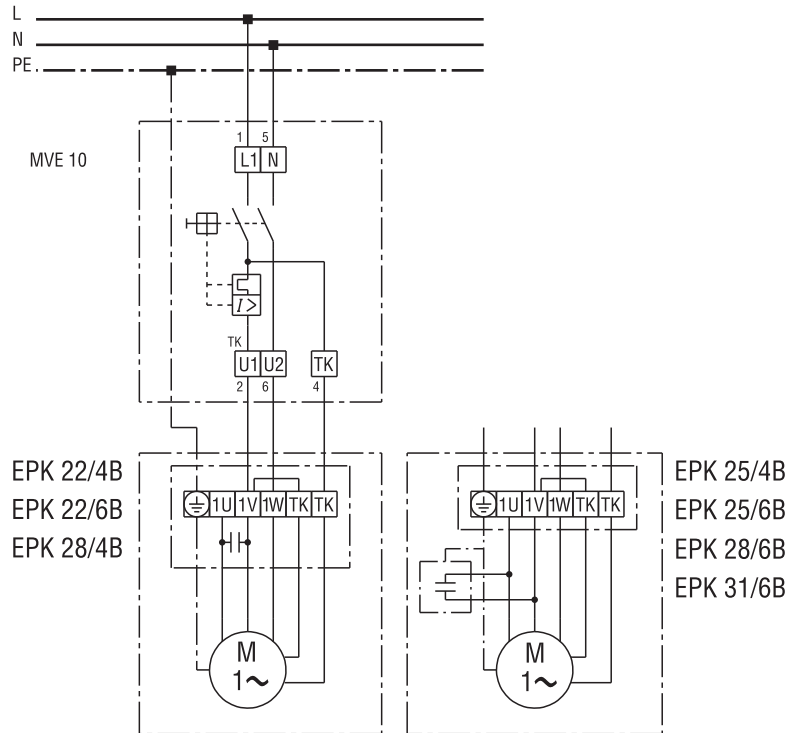 L
N
PE
MVE 10
1 5
L1 N
I>
TK
U1 U2 TK
2 6 4
EPK 22/4B
EPK 22/6B
EPK 28/4B
1U 1V 1W TK TK
M
1~
EPK 25/4B
EPK 25/6B
EPK 28/6B
EPK 31/6B
1U 1V 1W TK TK
M
1~